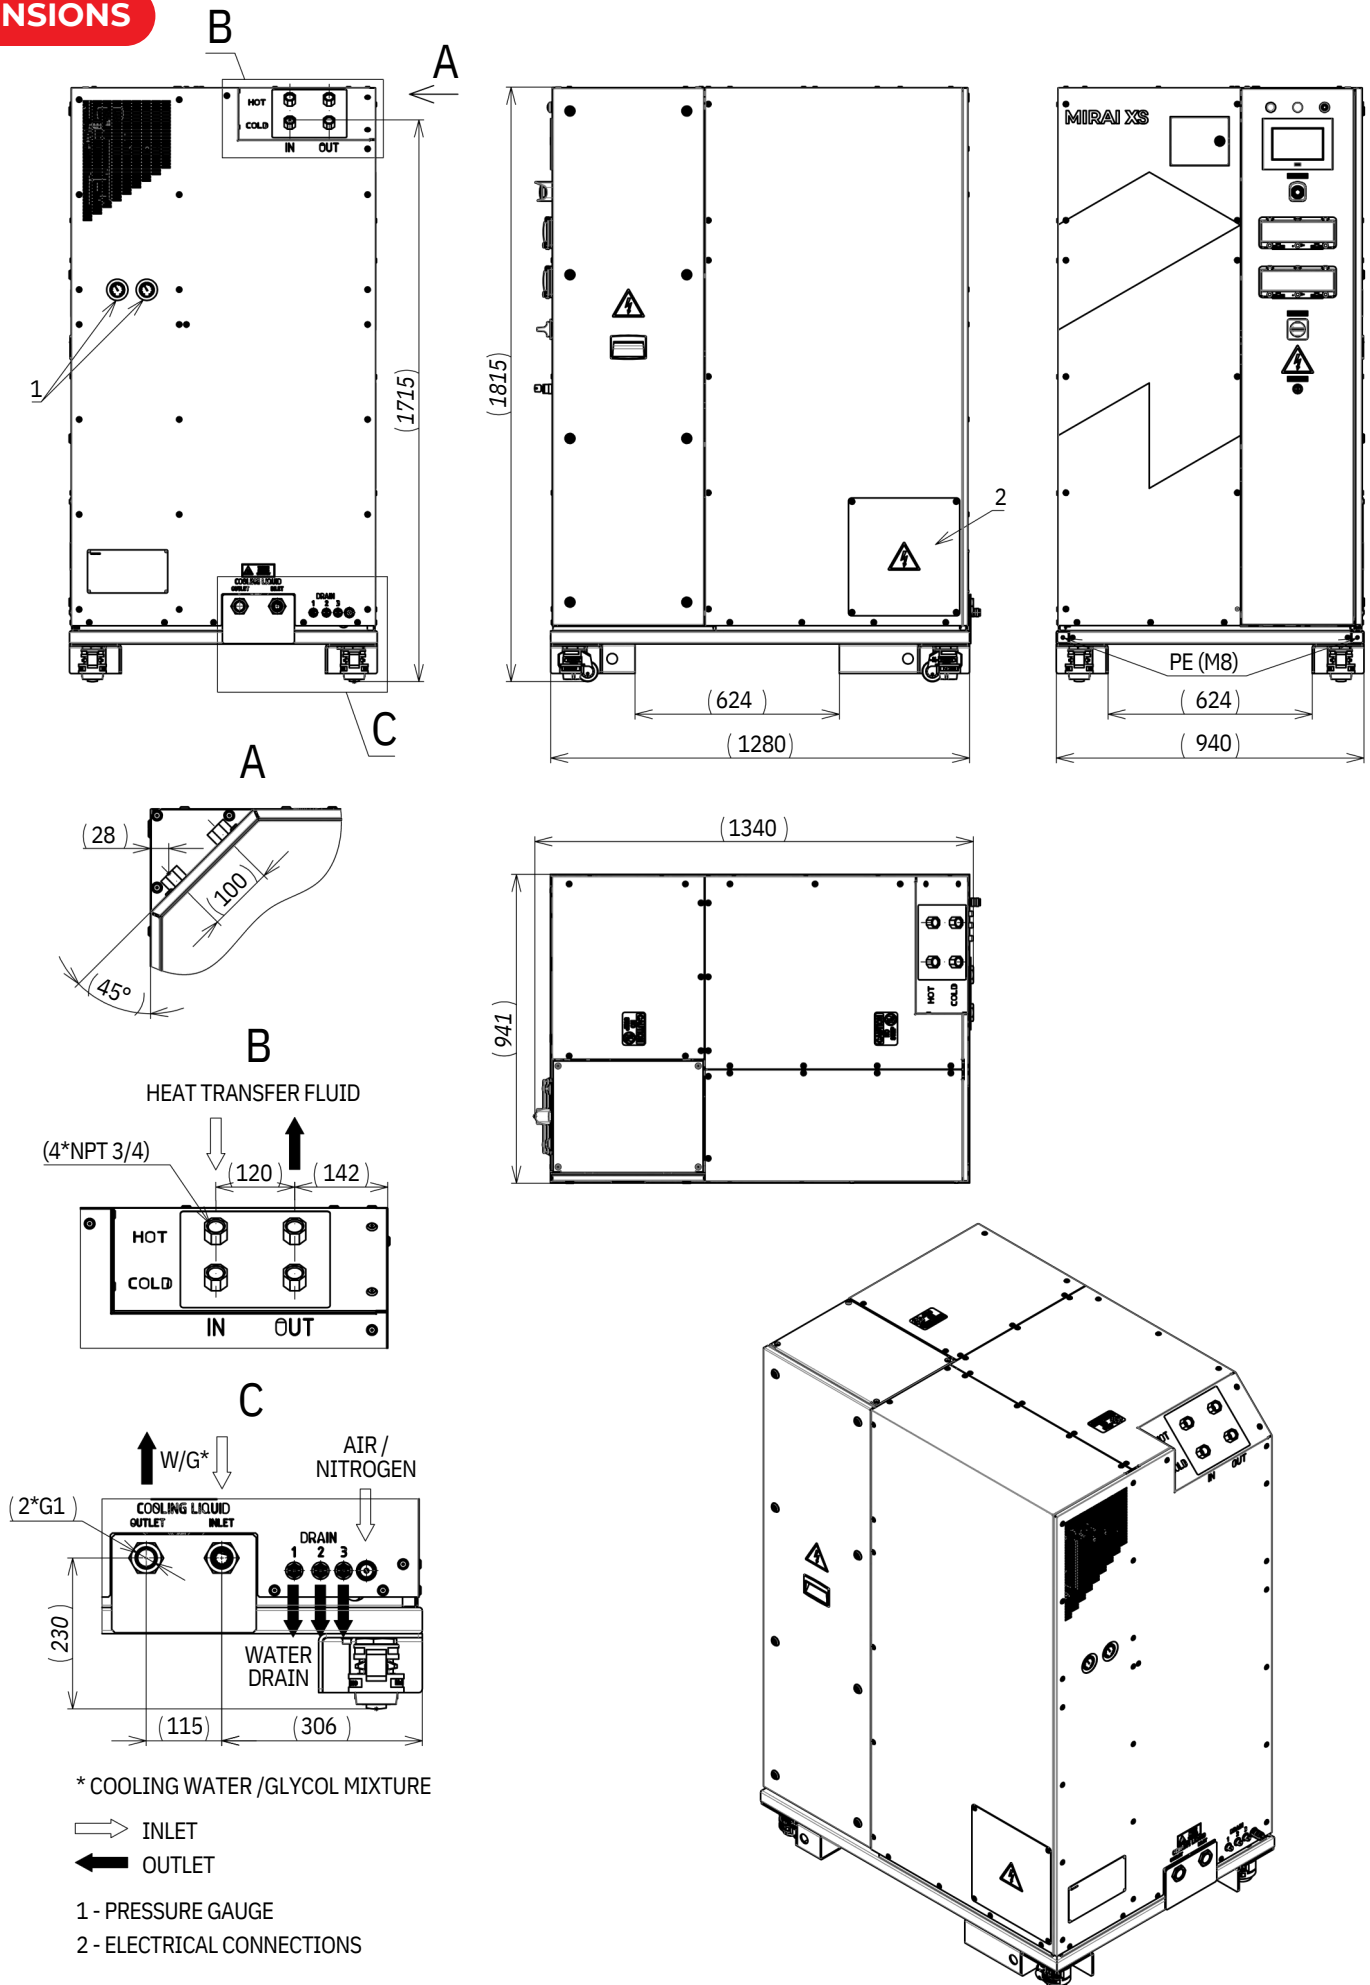 NSIONS
B
A
HOT
COLD
IN OUT
1
(1715)
COOLING LIQUID
OUTLET INLET
DRAIN
1 2 3
C
(1815)
2
(624)
(1280)
MIRAI XS
PE (M8)
(624)
(940)
A
(28)
(100)
(45°)
(1340)
(941)
HOT
COLD
B
HEAT TRANSFER FLUID
(4*NPT 3/4)
(120) (142)
HOT
COLD
IN OUT
C
W/G*
AIR /
NITROGEN
(2*G1)
COOLING LIQUID
OUTLET INLET
DRAIN
1 2 3
(230)
WATER
DRAIN
(115) (306)
* COOLING WATER /GLYCOL MIXTURE
INLET
OUTLET
1 - PRESSURE GAUGE
2 - ELECTRICAL CONNECTIONS
IN
OUT